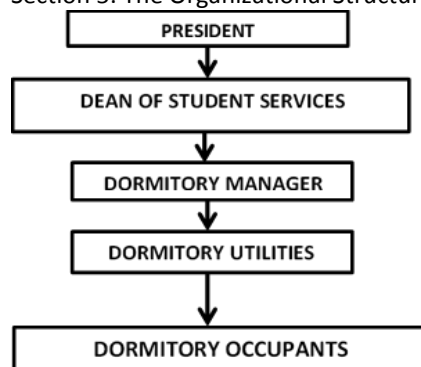 PRESIDENT
DEAN OF STUDENT SERVICES
DORMITORY MANAGER
DORMITORY UTILITIES
DORMITORY OCCUPANTS